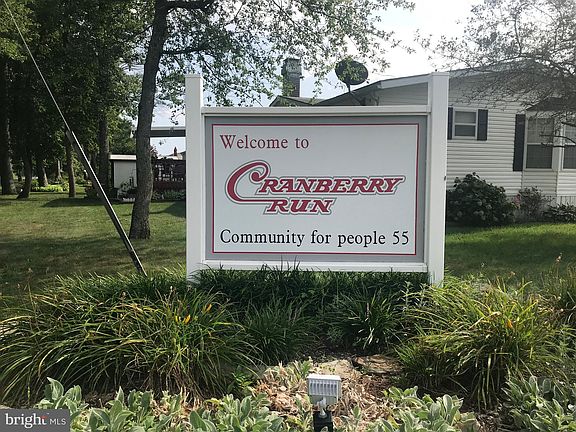 Welcome to
CRANBERRY
RUN
Community for people 55
bright MLS